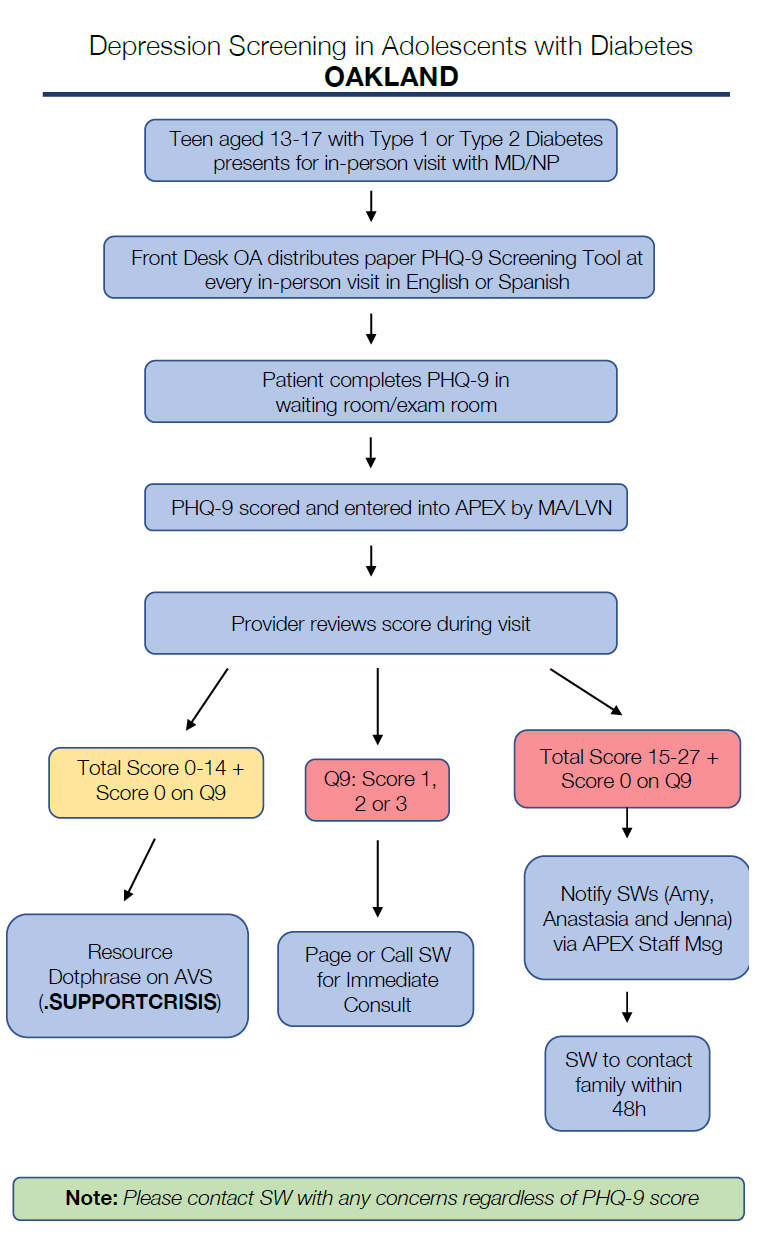 Depression Screening in Adolescents with Diabetes
OAKLAND
Teen aged 13-17 with Type 1 or Type 2 Diabetes
presents for in-person visit with MD/NP
Front Desk OA distributes paper PHQ-9 Screening Tool at
every in-person visit in English or Spanish
Patient completes PHQ-9 in
waiting room/exam room
PHQ-9 scored and entered into APEX by MA/LVN
Provider reviews score during visit
Total Score 0-14 +
Score 0 on Q9
Resource
Dotphrase on AVS
(.SUPPORTCRISIS)
Q9: Score 1,
2 or 3
Page or Call SW
for Immediate
Consult
Total Score 15-27 +
Score 0 on Q9
Notify SWs (Amy,
Anastasia and Jenna)
via APEX Staff Msg
SW to contact
family within
48h
Note: Please contact SW with any concerns regardless of PHQ-9 score